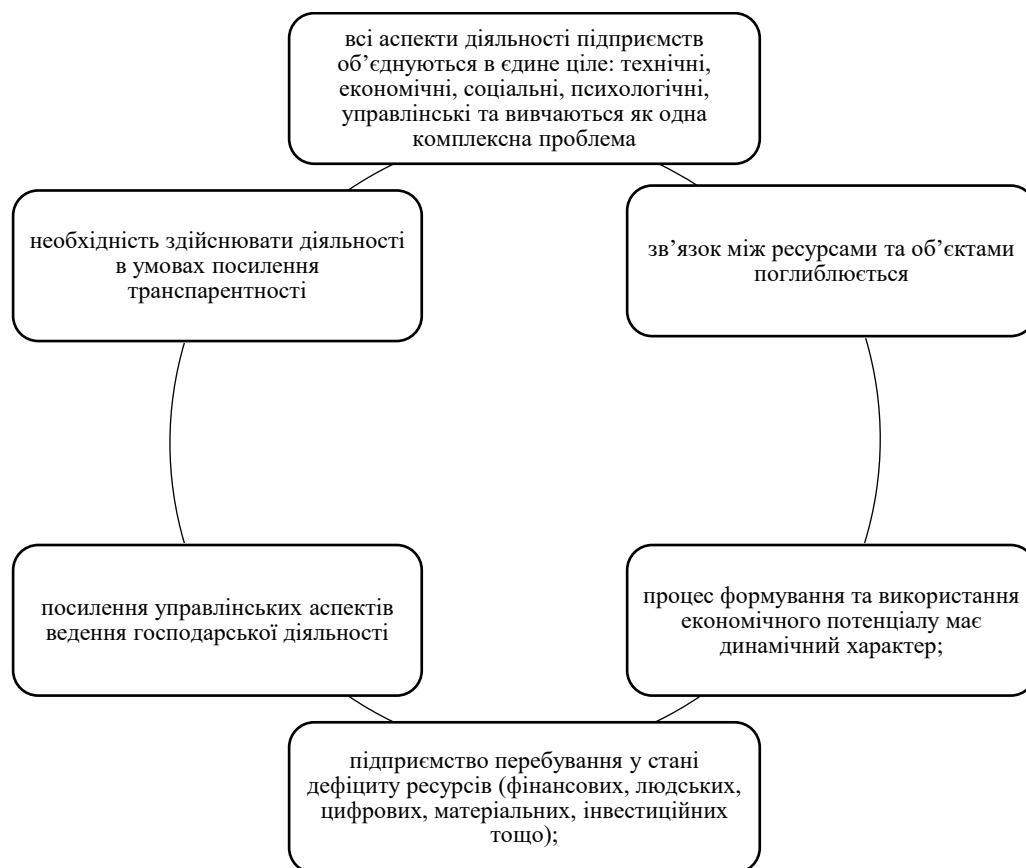 всі аспекти діяльності підприємств
об’єднуються в єдине ціле: технічні,
економічні, соціальні, психологічні,
управлінські та вивчаються як одна
комплексна проблема
зв’язок між ресурсами та об’єктами
поглиблюється
процес формування та використання
економічного потенціалу має
динамічний характер;
підприємство перебування у стані
дефіциту ресурсів (фінансових, людських,
цифрових, матеріальних, інвестиційних
тощо);
посилення управлінських аспектів
ведення господарської діяльності
необхідність здійснювати діяльності
в умовах посилення
транспарентності